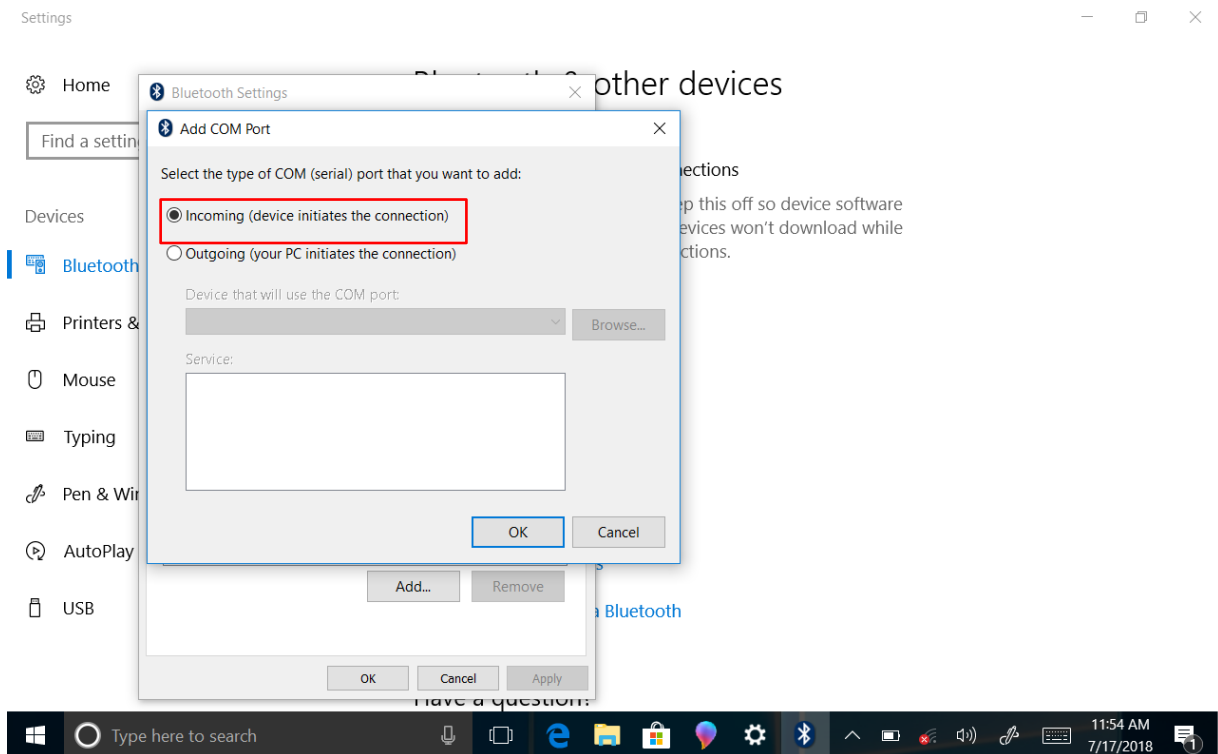 Settings
other devices
Home
Bluetooth Settings
Add COM Port
Find a settin
Select the type of COM (serial) port that you want to add:
ections
Incoming (device initiates the connection)
ep this off so device software
Devices
evices won't download while
Outgoing (your PC initiates the connection)
ctions.
Bluetooth
Device that will use the COM port:
Printers &
Browse...
Service:
Mouse
Typing
Pen & Win
OK
Cancel
AutoPlay
s
Add...
Remove
USB
a Bluetooth
OK
Cancel
Apply
Have a question?
Type here to search
11:54 AM
7/17/2018
1